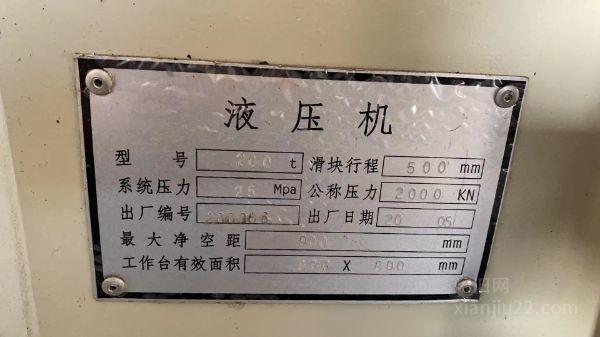 液压机
型 号 200 t 滑块行程 500 mm
系统压力 25 Mpa 公称压力 2000 KN
出厂编号 出厂日期 20 05
最大净空距 900 mm
工作台有效面积 X 800 mm
xianjiu22.com